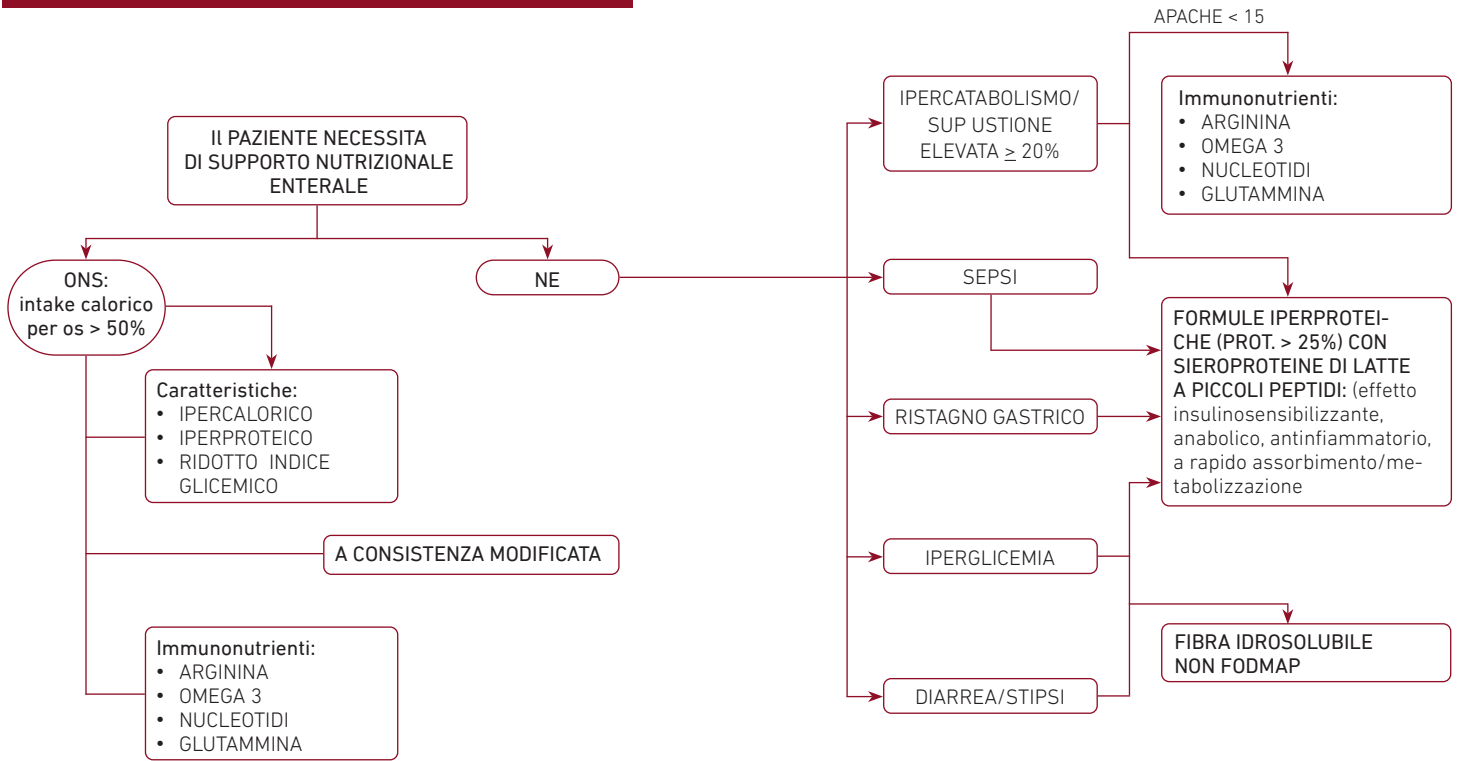 Il PAZIENTE NECESSITA
DI SUPPORTO NUTRIZIONALE
ENTERALE
ONS:
intake calorico
per os > 50%
NE
Caratteristiche:
• IPERCALORICO
• IPERPROTEICO
• RIDOTTO INDICE
GLICEMICO
A CONSISTENZA MODIFICATA
Immunonutrienti:
• ARGININA
• OMEGA 3
• NUCLEOTIDI
• GLUTAMMINA
IPERCATABOLISMO/
SUP USTIONE
ELEVATA ≥ 20%
SEPSI
RISTAGNO GASTRICO
IPERGLICEMIA
DIARREA/STIPSI
APACHE < 15
Immunonutrienti:
• ARGININA
• OMEGA 3
• NUCLEOTIDI
• GLUTAMMINA
FORMULE IPERPROTEI-
CHE (PROT. > 25%) CON
SIEROPROTEINE DI LATTE
A PICCOLI PEPTIDI: (effetto
insulinosensibilizzante,
anabolico, antinfiammatorio,
a rapido assorbimento/me-
tabolizzazione
FIBRA IDROSOLUBILE
NON FODMAP